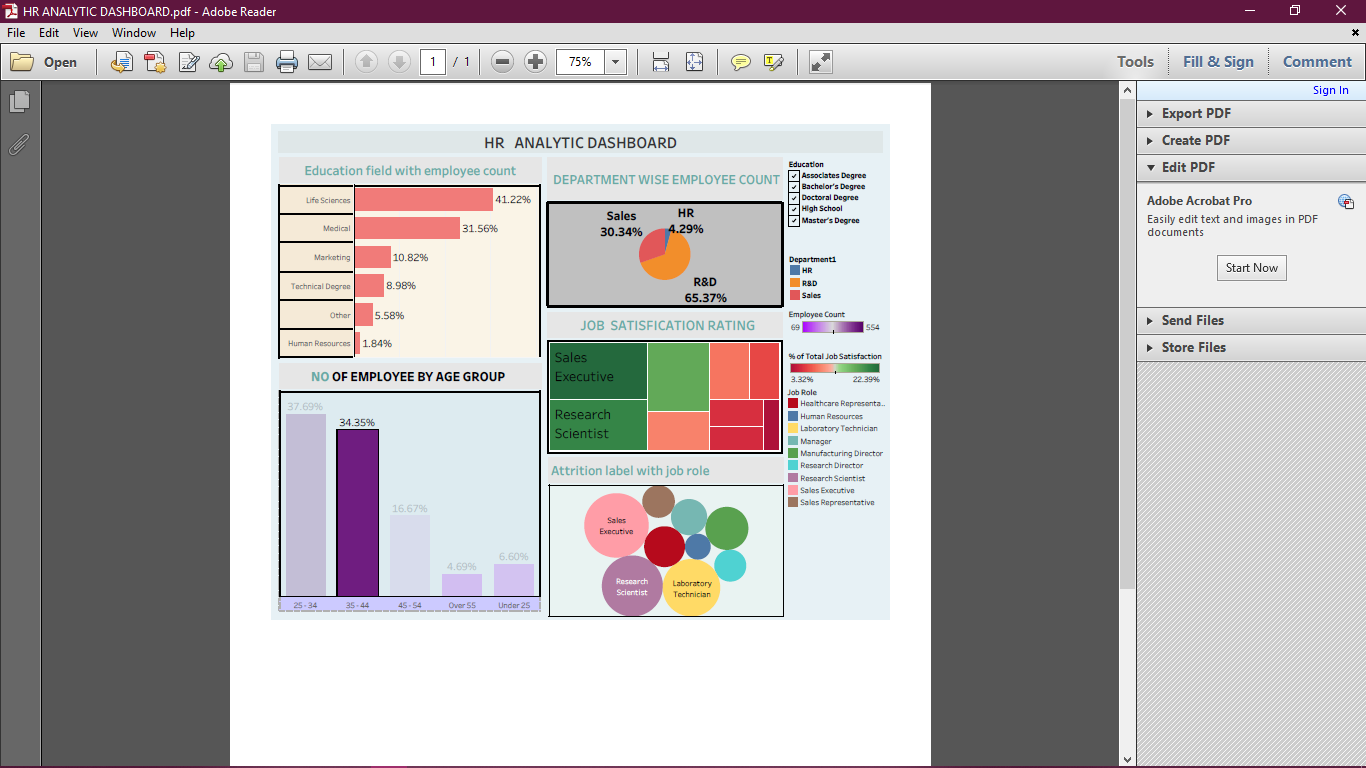 HR ANALYTIC DASHBOARD.pdf - Adobe Reader
File Edit View Window Help
Open
1 / 1
75%
Tools Fill & Sign Comment
Sign In
Export PDF
Create PDF
Edit PDF
Adobe Acrobat Pro
Easily edit text and images in PDF
documents
Start Now
Send Files
Store Files
HR ANALYTIC DASHBOARD
Education field with employee count
Life Sciences 41.22%
Medical 31.56%
Marketing 10.82%
Technical Degree 8.98%
Other 5.58%
Human Resources 1.84%
NO OF EMPLOYEE BY AGE GROUP
37.69%
34.35%
16.67%
4.69%
6.60%
25 - 34 35 - 44 45 - 54 Over 55 Under 25
DEPARTMENT WISE EMPLOYEE COUNT
Sales
30.34%
HR
4.29%
R&D
65.37%
JOB SATISFICATION RATING
Sales
Executive
Research
Scientist
Attrition label with job role
Sales
Executive
Research
Scientist
Laboratory
Technician
Education
Associates Degree
Bachelor's Degree
Doctoral Degree
High School
Master's Degree
Department1
HR
R&D
Sales
Employee Count
69 554
% of Total Job Satisfaction
3.32% 22.39%
Job Role
Healthcare Representa..
Human Resources
Laboratory Technician
Manager
Manufacturing Director
Research Director
Research Scientist
Sales Executive
Sales Representative